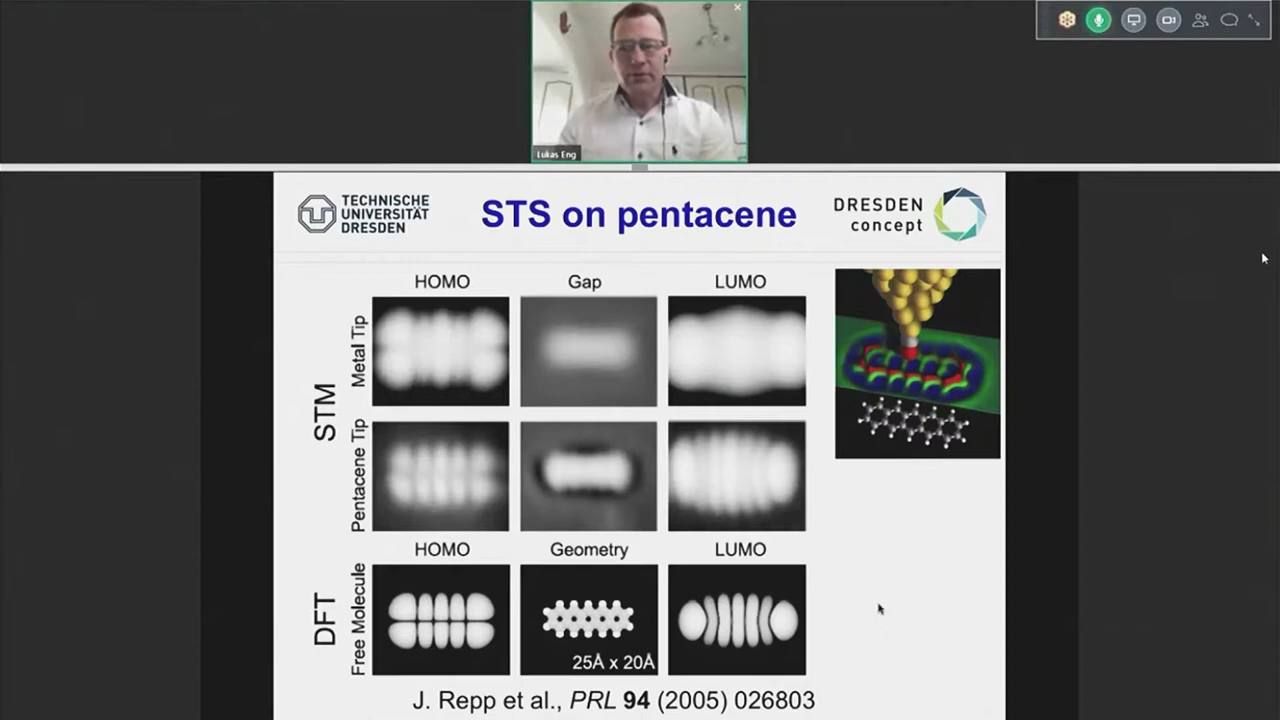 Lukas Eng
TECHNISCHE
UNIVERSITÄT
DRESDEN
STS on pentacene
DRESDEN
concept
HOMO
Gap
LUMO
STM
Metal Tip
Pentacene Tip
HOMO
Geometry
LUMO
DFT
Free Molecule
25Å x 20Å
J. Repp et al., PRL 94 (2005) 026803